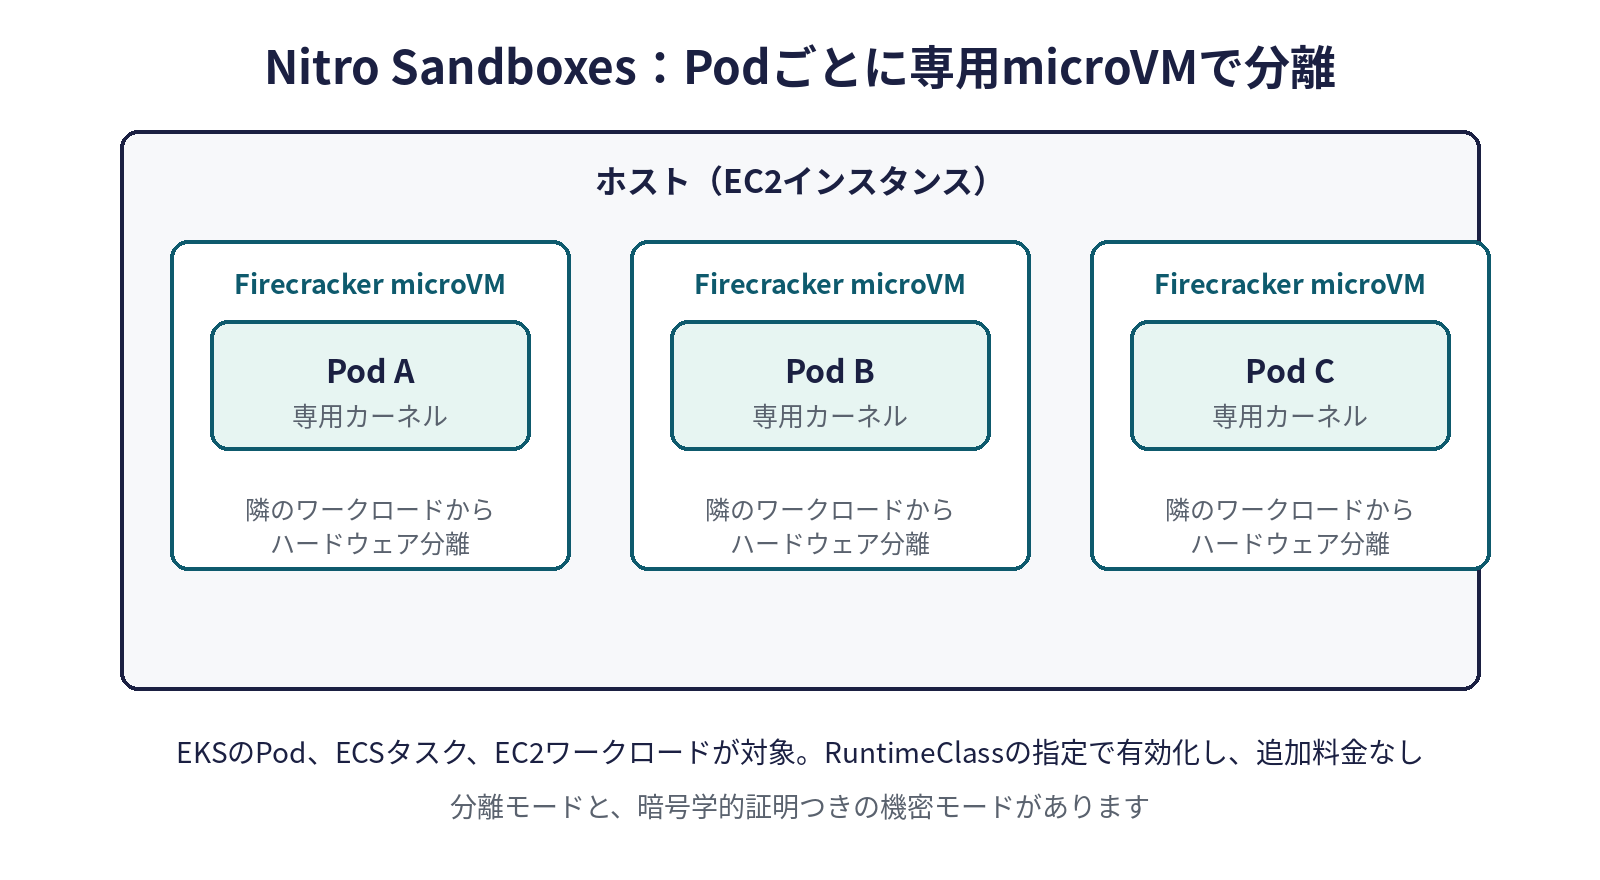 Nitro Sandboxes：Podごとに専用microVMで分離
ホスト（EC2インスタンス）
Firecracker microVM
Pod A
専用カーネル
隣のワークロードから
ハードウェア分離
Firecracker microVM
Pod B
専用カーネル
隣のワークロードから
ハードウェア分離
Firecracker microVM
Pod C
専用カーネル
隣のワークロードから
ハードウェア分離
EKSのPod、ECSタスク、EC2ワークロードが対象。RuntimeClassの指定で有効化し、追加料金なし
分離モードと、暗号学的証明つきの機密モードがあります